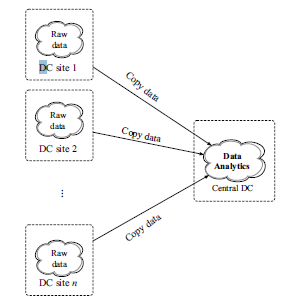 Raw
data
DC site 1
Copy data
Raw
data
DC site 2
Copy data
Data
Analytics
Central DC
⋮
Copy data
Raw
data
DC site n